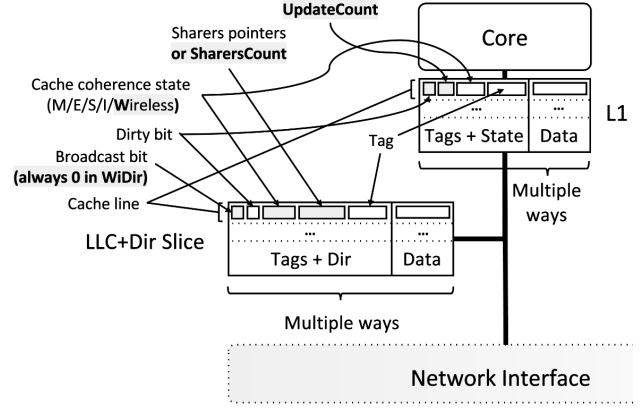 UpdateCount
Sharers pointers
or SharersCount
Core
Cache coherence state
(M/E/S/I/Wireless)
L1
...
...
Dirty bit
Tag
Tags + State
Data
Broadcast bit
(always 0 in WiDir)
Cache line
Multiple
ways
LLC+Dir Slice
...
...
Tags + Dir
Data
Multiple ways
Network Interface